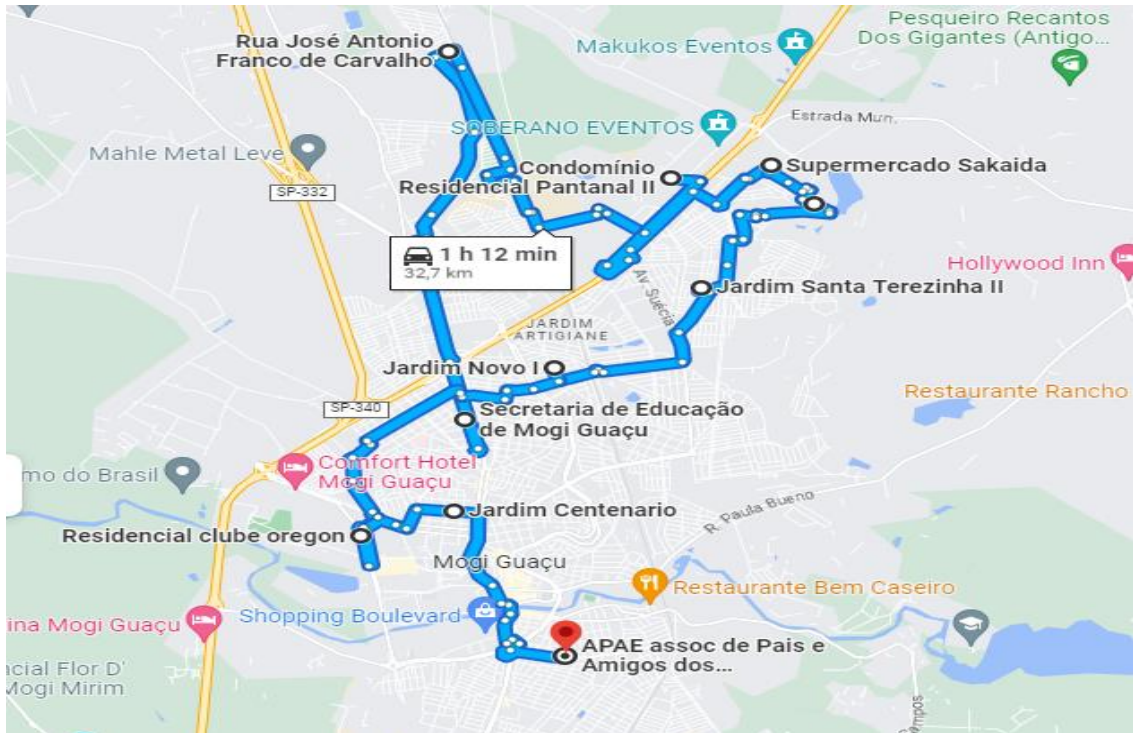 Rua José Antonio
Franco de Carvalho
Makukos Eventos
Pesqueiro Recantos
Dos Gigantes (Antigo...
SOBERANO EVENTOS
Estrada Mun.
Mahle Metal Leve
SP-332
Condomínio
Residencial Pantanal II
Supermercado Sakaida
1 h 12 min
32,7 km
Av. Suécia
Hollywood Inn
Jardim Santa Terezinha II
JARDIM
ARTIGIANE
Jardim Novo I
Restaurante Rancho
SP-340
Secretaria de Educação
de Mogi Guaçu
Comfort Hotel
Mogi Guaçu
mo do Brasil
R. Paula Bueno
Jardim Centenario
Residencial clube oregon
Mogi Guaçu
Restaurante Bem Caseiro
Shopping Boulevard
ina Mogi Guaçu
APAE assoc de Pais e
Amigos dos...
ncial Flor D'
Mogi Mirim
Campos